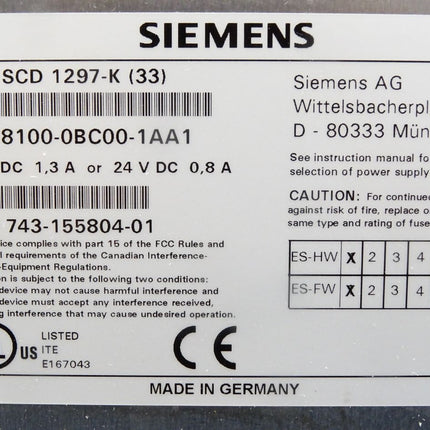 SIEMENS
SCD 1297-K (33)
8100-0BC00-1AA1
DC 1,3 A or 24 V DC 0,8 A
743-155804-01
vice complies with part 15 of the FCC Rules and
l requirements of the Canadian Interference-
-Equipment Regulations.
n is subject to the following two conditions:
device may not cause harmful interference, and
device must accept any interference received,
g interference that may cause undesired operation.
UL US LISTED
ITE
E167043
CE
Siemens AG
Wittelsbacherpl
D - 80333 Mün
See instruction manual fo
selection of power supply
CAUTION: For continued
against risk of fire, replace o
same type and rating of fuse
ES-HW X 2 3 4
ES-FW X 2 3 4
MADE IN GERMANY